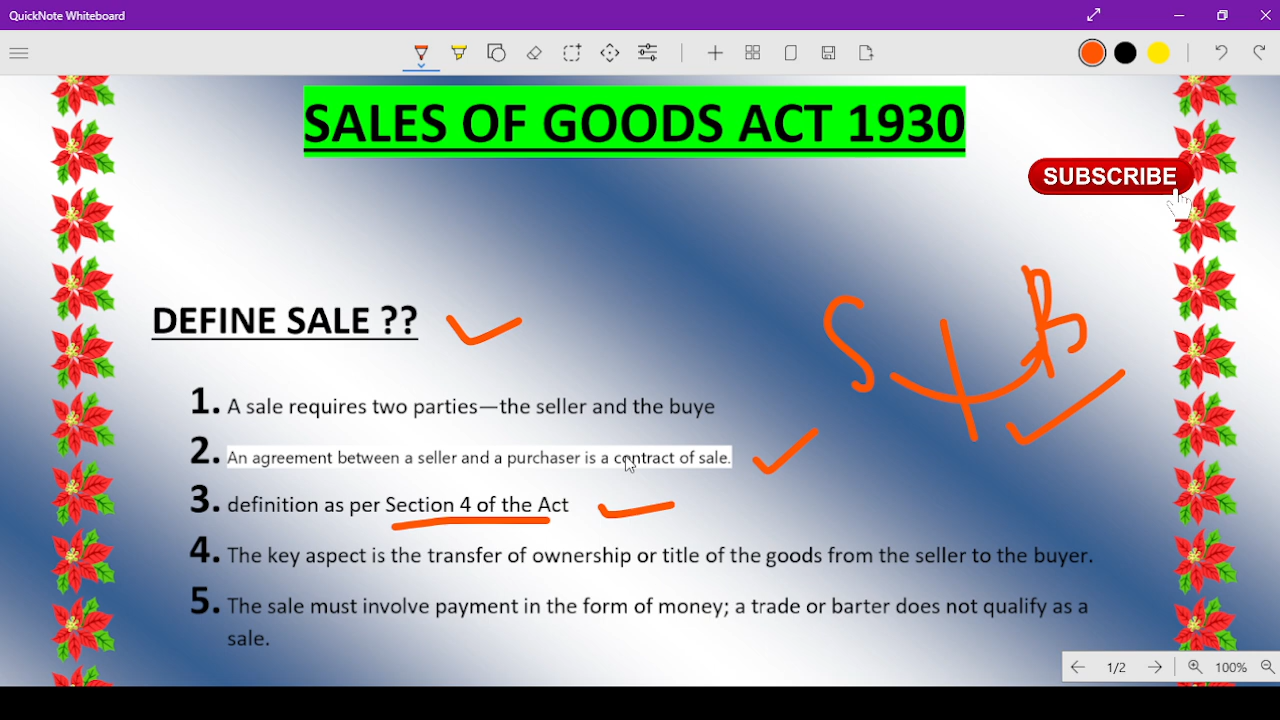 QuickNote Whiteboard
SALES OF GOODS ACT 1930
SUBSCRIBE
S B
DEFINE SALE ??
1. A sale requires two parties—the seller and the buye
2. An agreement between a seller and a purchaser is a contract of sale.
3. definition as per Section 4 of the Act
4. The key aspect is the transfer of ownership or title of the goods from the seller to the buyer.
5. The sale must involve payment in the form of money; a trade or barter does not qualify as a
sale.
1/2 100%